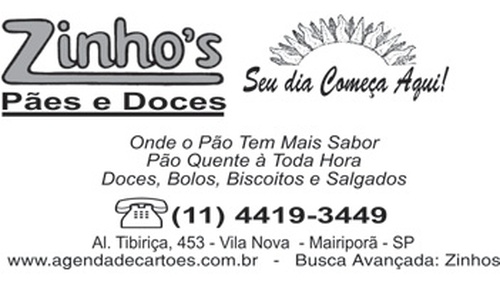 Zinho's
Pães e Doces
Seu dia Começa Aqui!
Onde o Pão Tem Mais Sabor
Pão Quente à Toda Hora
Doces, Bolos, Biscoitos e Salgados
(11) 4419-3449
Al. Tibiriça, 453 - Vila Nova - Mairiporã - SP
www.agendadecartoes.com.br - Busca Avançada: Zinhos